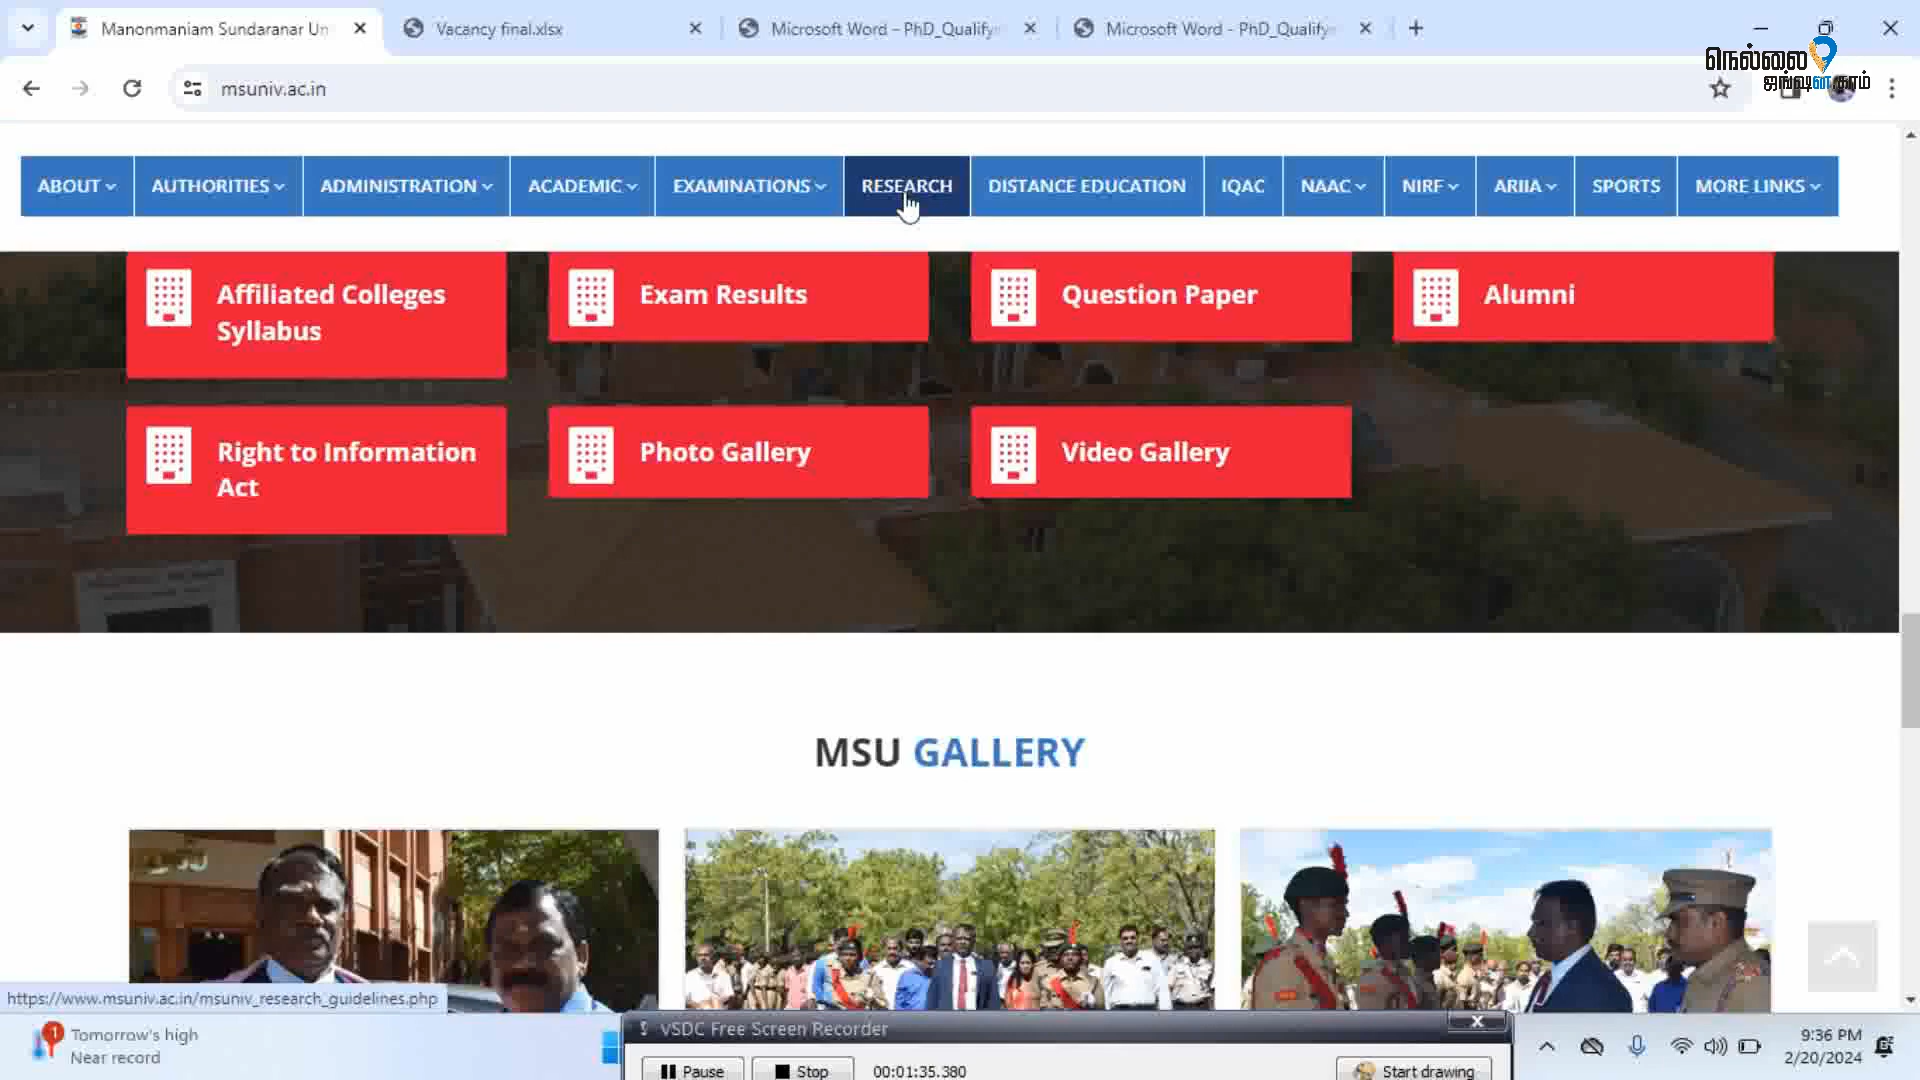 Manonmaniam Sundaranar Un
Vacancy final.xlsx
Microsoft Word - PhD_Qualify
Microsoft Word - PhD_Qualify
நெல்லை
ஜங்ஷன்.காம்
msuniv.ac.in
ABOUT AUTHORITIES ADMINISTRATION ACADEMIC EXAMINATIONS RESEARCH DISTANCE EDUCATION IQAC NAAC NIRF ARIIA SPORTS MORE LINKS
Affiliated Colleges
Syllabus
Exam Results
Question Paper
Alumni
Right to Information
Act
Photo Gallery
Video Gallery
MSU GALLERY
https://www.msuniv.ac.in/msuniv_research_guidelines.php
1
Tomorrow's high
Near record
VSDC Free Screen Recorder
Pause
Stop
00:01:35.380
Start drawing
9:36 PM
2/20/2024